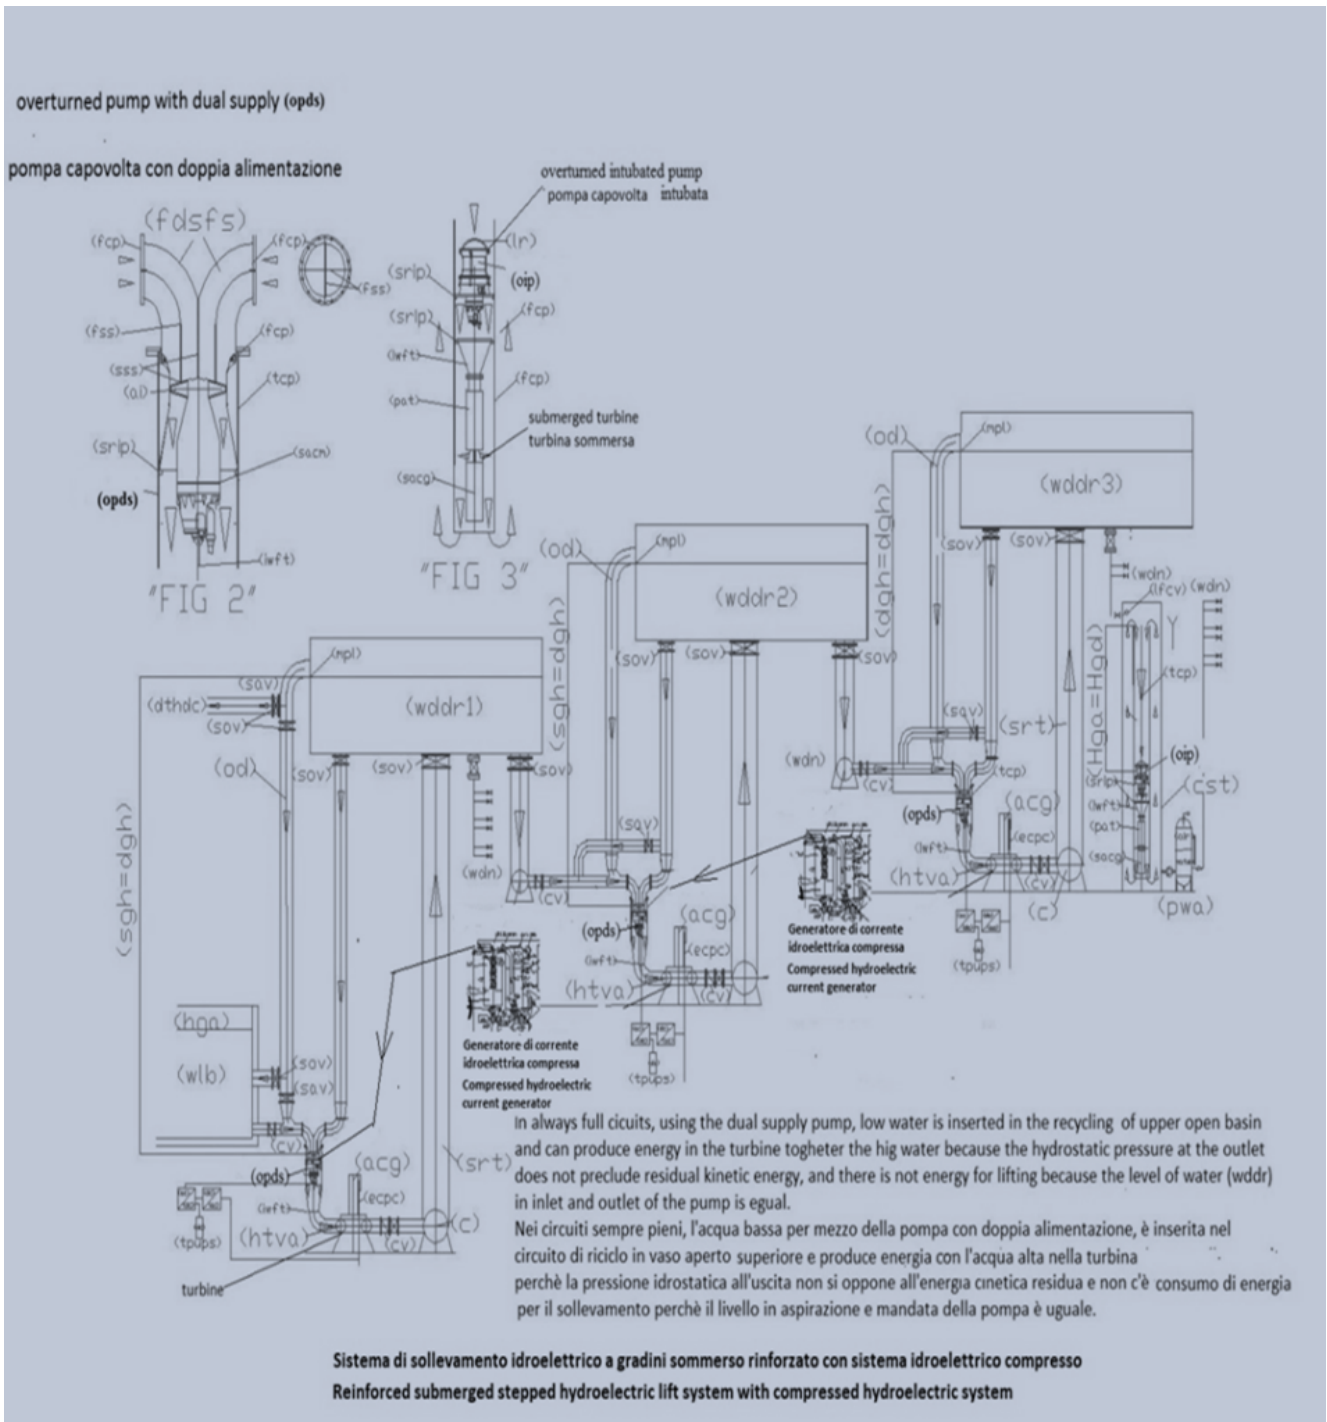 overturned pump with dual supply (opds)
pompa capovolta con doppia alimentazione
overturned intubated pump
pompa capovolta intubata
(fdsfs)
(fcp)
(fcp)
(fss)
(fss)
(fcp)
(sss)
(ai)
(tcp)
(srip)
(sacm)
(opds)
(wft)
"FIG 2"
(lr)
(srip)
(oip)
(srip)
(fcp)
(wft)
(fcp)
(pat)
submerged turbine
turbina sommersa
(sacg)
"FIG 3"
(od)
(npl)
(wddr3)
(dgh=dgh)
(sov)
(sov)
(wdn)
(lfcv)
(wdn)
(od)
(npl)
(wddr2)
(sgh=dgh)
(sov)
(sov)
(sov)
(Hga=Hgd)
(tcp)
(sav)
(srt)
(oip)
(wdn)
(cv)
(tcp)
(srip)
(cst)
(opds)
(acg)
(wft)
(ecpc)
(pat)
(wft)
(sacg)
(htva)
(cv)
(c)
(pwa)
(tpups)
(npl)
(sav)
(dthdc)
(sov)
(wddr1)
(od)
(sov)
(sov)
(sov)
(sav)
(wdn)
(cv)
(opds)
(acg)
(ecpc)
(wft)
(htva)
(cv)
(tpups)
Generatore di corrente
idroelettrica compressa
Compressed hydroelectric
current generator
(sgh=dgh)
(hga)
(wlb)
(sov)
(sav)
(cv)
Generatore di corrente
idroelettrica compressa
Compressed hydroelectric
current generator
(opds)
(acg)
(srt)
(ecpc)
(wft)
(tpups)
(htva)
(cv)
(c)
turbine
In always full cicuits, using the dual supply pump, low water is inserted in the recycling of upper open basin
and can produce energy in the turbine togheter the hig water because the hydrostatic pressure at the outlet
does not preclude residual kinetic energy, and there is not energy for lifting because the level of water (wddr)
in inlet and outlet of the pump is egual.
Nei circuiti sempre pieni, l'acqua bassa per mezzo della pompa con doppia alimentazione, è inserita nel
circuito di riciclo in vaso aperto superiore e produce energia con l'acqua alta nella turbina
perchè la pressione idrostatica all'uscita non si oppone all'energia cinetica residua e non c'è consumo di energia
per il sollevamento perchè il livello in aspirazione e mandata della pompa è uguale.
Sistema di sollevamento idroelettrico a gradini sommerso rinforzato con sistema idroelettrico compresso
Reinforced submerged stepped hydroelectric lift system with compressed hydroelectric system